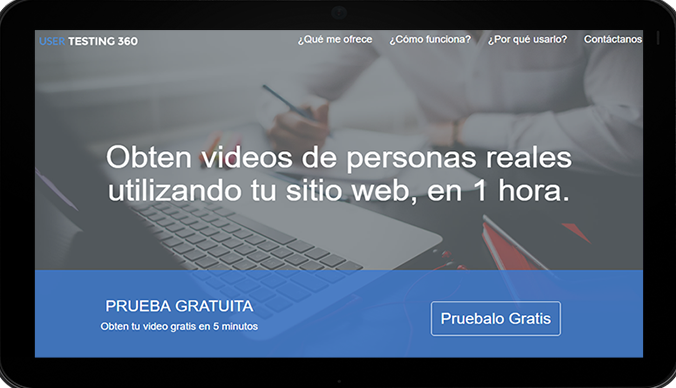 USER TESTING 360
¿Qué me ofrece ¿Cómo funciona? ¿Por qué usarlo? Contáctanos
Obten videos de personas reales
utilizando tu sitio web, en 1 hora.
PRUEBA GRATUITA
Obten tu video gratis en 5 minutos
Pruebalo Gratis